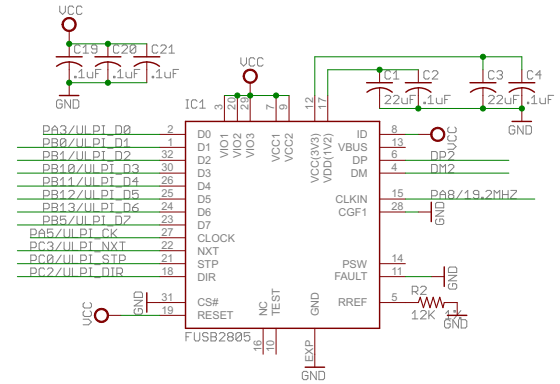 VCC
C19 C20 C21
.1uF .1uF .1uF
GND
VCC
IC1
3 20 29 7 9 12 17
VIO1 VIO2 VIO3 VCC1 VCC2 VCC(3V3) VDD(1V2)
C1 C2 C3 C4
22uF .1uF 22uF .1uF
GND
PA3/ULPI_D0 2 D0
PB0/ULPI_D1 1 D1
PB1/ULPI_D2 32 D2
PB10/ULPI_D3 30 D3
PB11/ULPI_D4 26 D4
PB12/ULPI_D5 25 D5
PB13/ULPI_D6 24 D6
PB5/ULPI_D7 23 D7
PA5/ULPI_CK 27 CLOCK
PC3/ULPI_NXT 22 NXT
PC0/ULPI_STP 21 STP
PC2/ULPI_DIR 18 DIR
GND 31 CS#
VCC 19 RESET
ID 8 VCC
VBUS 13
DP 6 DP2
DM 4 DM2
CLKIN 15 PA8/19.2MHZ
CGF1 28 GND
PSW 14
FAULT 11 GND
RREF 5 R2
12K 1%
GND
NC TEST GND
FUSB2805
16 10 EXP
GND